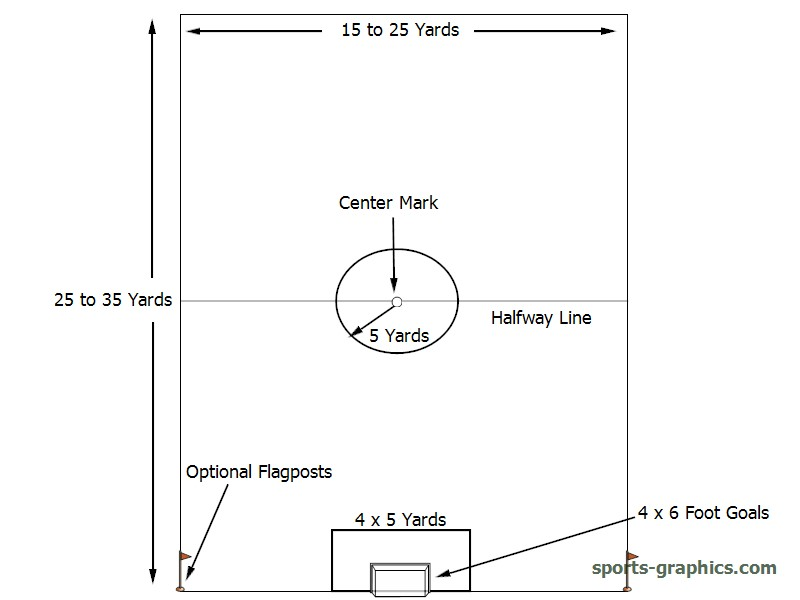 15 to 25 Yards
Center Mark
25 to 35 Yards
Halfway Line
5 Yards
Optional Flagposts
4 x 5 Yards
4 x 6 Foot Goals
sports-graphics.com